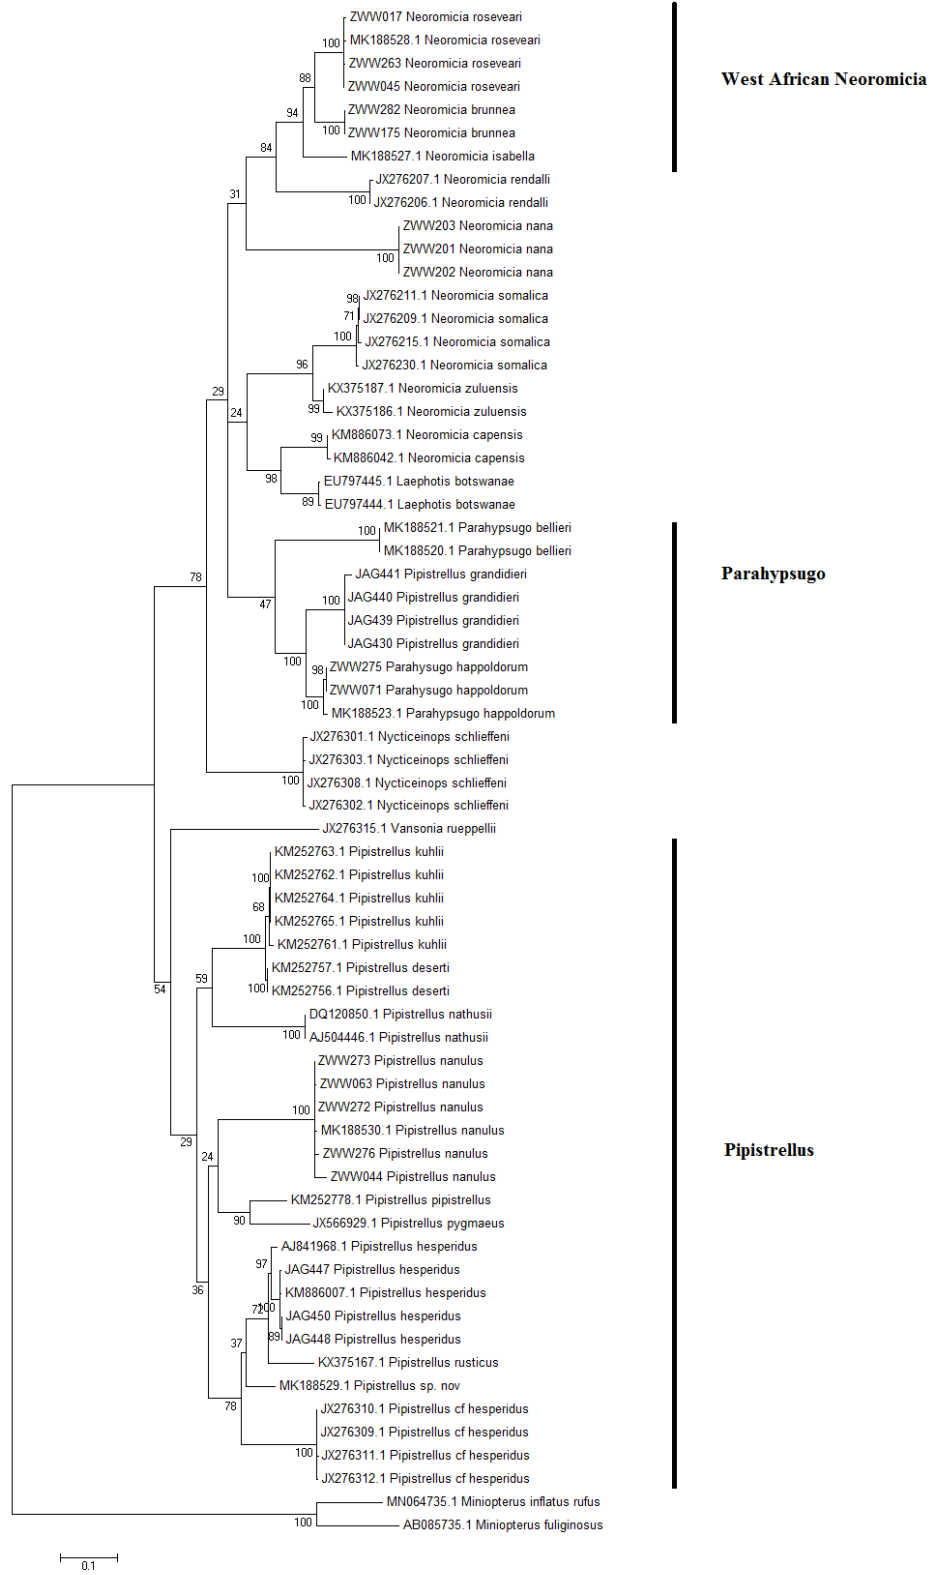 ZWW017 Neoromicia roseveari
MK188528.1 Neoromicia roseveari
100
ZWW263 Neoromicia roseveari
88
West African Neoromicia
ZWW045 Neoromicia roseveari
94
ZWW282 Neoromicia brunnea
100
ZWW175 Neoromicia brunnea
84
MK188527.1 Neoromicia isabella
JX276207.1 Neoromicia rendalli
31
100
JX276206.1 Neoromicia rendalli
ZWW203 Neoromicia nana
ZWW201 Neoromicia nana
100
ZWW202 Neoromicia nana
98
JX276211.1 Neoromicia somalica
71
JX276209.1 Neoromicia somalica
100
JX276215.1 Neoromicia somalica
96
JX276230.1 Neoromicia somalica
KX375187.1 Neoromicia zuluensis
29
99
KX375186.1 Neoromicia zuluensis
24
KM886073.1 Neoromicia capensis
99
KM886042.1 Neoromicia capensis
98
EU797445.1 Laephotis botswanae
89
EU797444.1 Laephotis botswanae
100
MK188521.1 Parahypsugo bellieri
MK188520.1 Parahypsugo bellieri
78
JAG441 Pipistrellus grandidieri
Parahypsugo
47
100
JAG440 Pipistrellus grandidieri
JAG439 Pipistrellus grandidieri
JAG430 Pipistrellus grandidieri
100
98
ZWW275 Parahysugo happoldorum
ZWW071 Parahysugo happoldorum
100
MK188523.1 Parahypsugo happoldorum
JX276301.1 Nycticeinops schlieffeni
JX276303.1 Nycticeinops schlieffeni
100
JX276308.1 Nycticeinops schlieffeni
JX276302.1 Nycticeinops schlieffeni
JX276315.1 Vansonia rueppellii
KM252763.1 Pipistrellus kuhlii
100
KM252762.1 Pipistrellus kuhlii
KM252764.1 Pipistrellus kuhlii
68
KM252765.1 Pipistrellus kuhlii
100
KM252761.1 Pipistrellus kuhlii
KM252757.1 Pipistrellus deserti
59
54
100
KM252756.1 Pipistrellus deserti
DQ120850.1 Pipistrellus nathusii
100
AJ504446.1 Pipistrellus nathusii
ZWW273 Pipistrellus nanulus
ZWW063 Pipistrellus nanulus
100
ZWW272 Pipistrellus nanulus
MK188530.1 Pipistrellus nanulus
29
Pipistrellus
24
ZWW276 Pipistrellus nanulus
ZWW044 Pipistrellus nanulus
KM252778.1 Pipistrellus pipistrellus
90
JX566929.1 Pipistrellus pygmaeus
AJ841968.1 Pipistrellus hesperidus
97
JAG447 Pipistrellus hesperidus
36
KM886007.1 Pipistrellus hesperidus
72
100
JAG450 Pipistrellus hesperidus
89
JAG448 Pipistrellus hesperidus
37
KX375167.1 Pipistrellus rusticus
MK188529.1 Pipistrellus sp. nov
78
JX276310.1 Pipistrellus cf hesperidus
JX276309.1 Pipistrellus cf hesperidus
100
JX276311.1 Pipistrellus cf hesperidus
JX276312.1 Pipistrellus cf hesperidus
MN064735.1 Miniopterus inflatus rufus
100
AB085735.1 Miniopterus fuliginosus
0.1